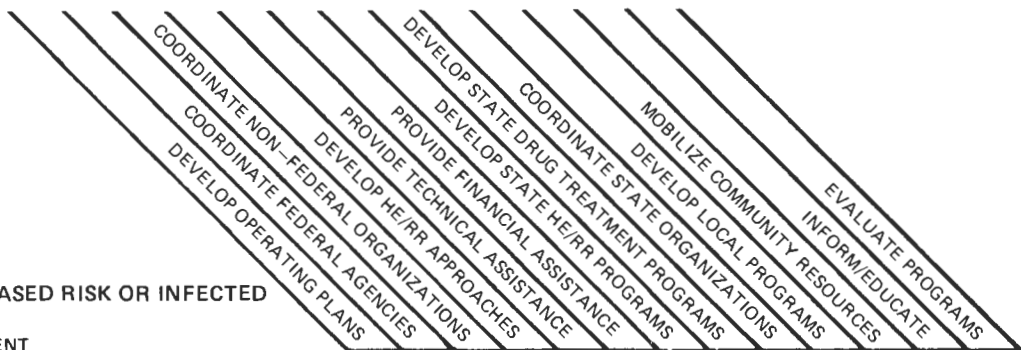 DEVELOP OPERATING PLANS
COORDINATE FEDERAL AGENCIES
COORDINATE NON–FEDERAL ORGANIZATIONS
DEVELOP HE/RR APPROACHES
PROVIDE TECHNICAL ASSISTANCE
PROVIDE FINANCIAL ASSISTANCE
DEVELOP STATE HE/RR PROGRAMS
DEVELOP STATE DRUG TREATMENT PROGRAMS
COORDINATE STATE ORGANIZATIONS
DEVELOP LOCAL PROGRAMS
MOBILIZE COMMUNITY RESOURCES
INFORM/EDUCATE
EVALUATE PROGRAMS
ASED RISK OR INFECTED
ENT